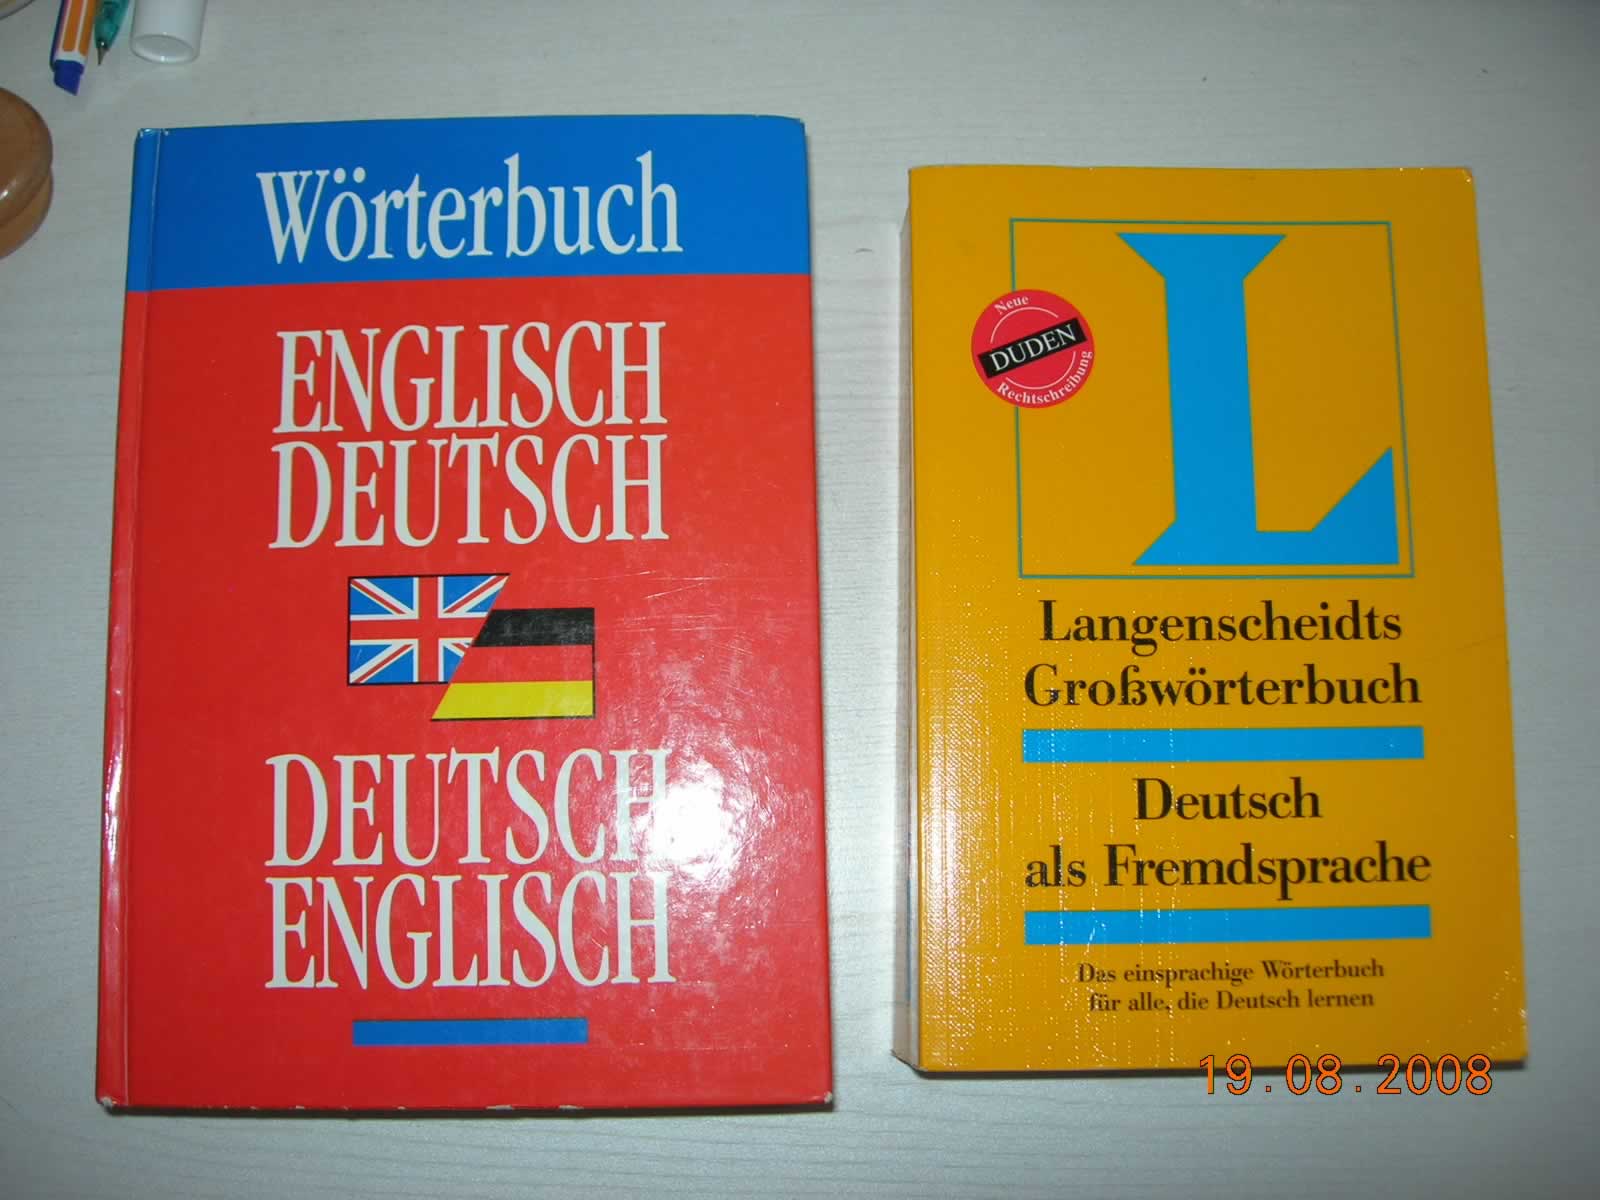 Wörterbuch
ENGLISCH
DEUTSCH
DEUTSCH
ENGLISCH
L
Neue
DUDEN
Rechtschreibung
Langenscheidts
Großwörterbuch
Deutsch
als Fremdsprache
Das einsprachige Wörterbuch
für alle, die Deutsch lernen
19.08.2008